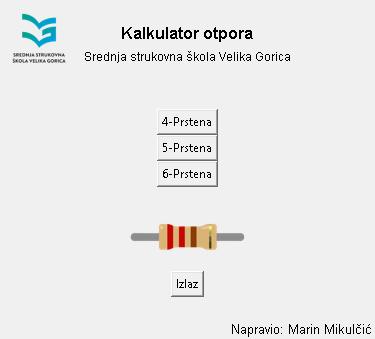 Kalkulator otpora
SREDNJA STRUKOVNA
ŠKOLA VELIKA GORICA
Srednja strukovna škola Velika Gorica
4-Prstena
5-Prstena
6-Prstena
Izlaz
Napravio: Marin Mikulčić